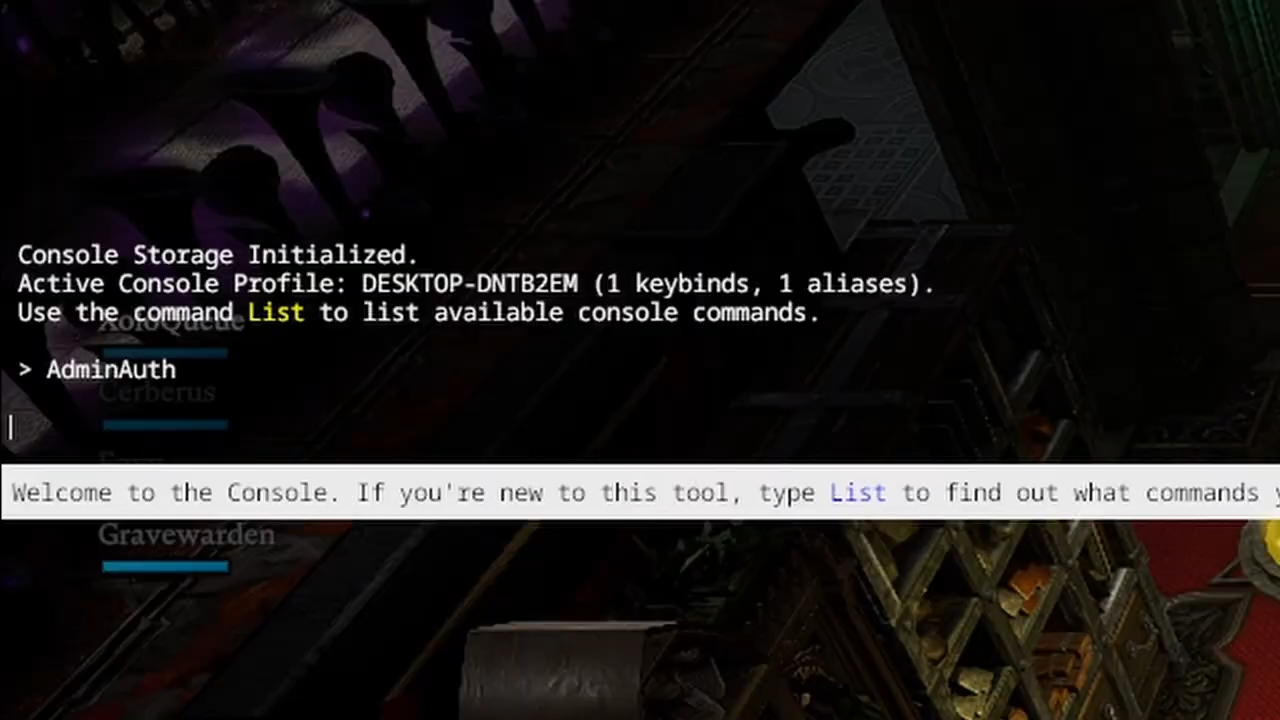 Console Storage Initialized.
Active Console Profile: DESKTOP-DNTB2EM (1 keybinds, 1 aliases).
Use the command List to list available console commands.
XoloQueue
> AdminAuth
Cerberus
Welcome to the Console. If you're new to this tool, type List to find out what commands
Gravewarden